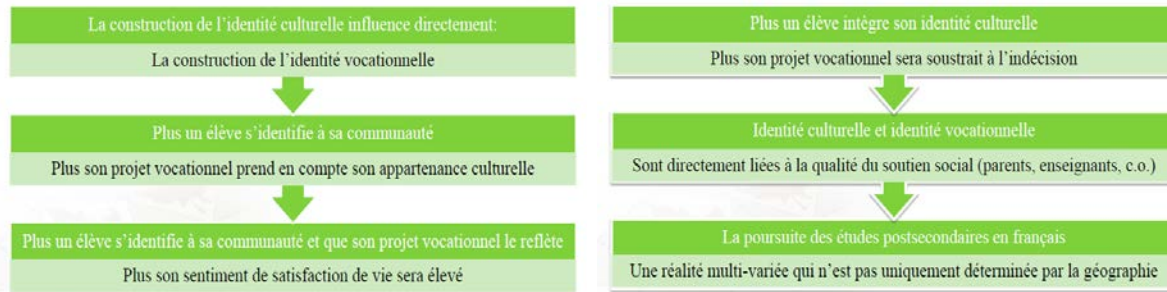 La construction de l'identité culturelle influence directement:
La construction de l'identité vocationnelle
Plus un élève s'identifie à sa communauté
Plus son projet vocationnel prend en compte son appartenance culturelle
Plus un élève s'identifie à sa communauté et que son projet vocationnel le reflète
Plus son sentiment de satisfaction de vie sera élevé
Plus un élève intègre son identité culturelle
Plus son projet vocationnel sera soustrait à l'indécision
Identité culturelle et identité vocationnelle
Sont directement liées à la qualité du soutien social (parents, enseignants, c.o.)
La poursuite des études postsecondaires en français
Une réalité multi-variée qui n'est pas uniquement déterminée par la géographie